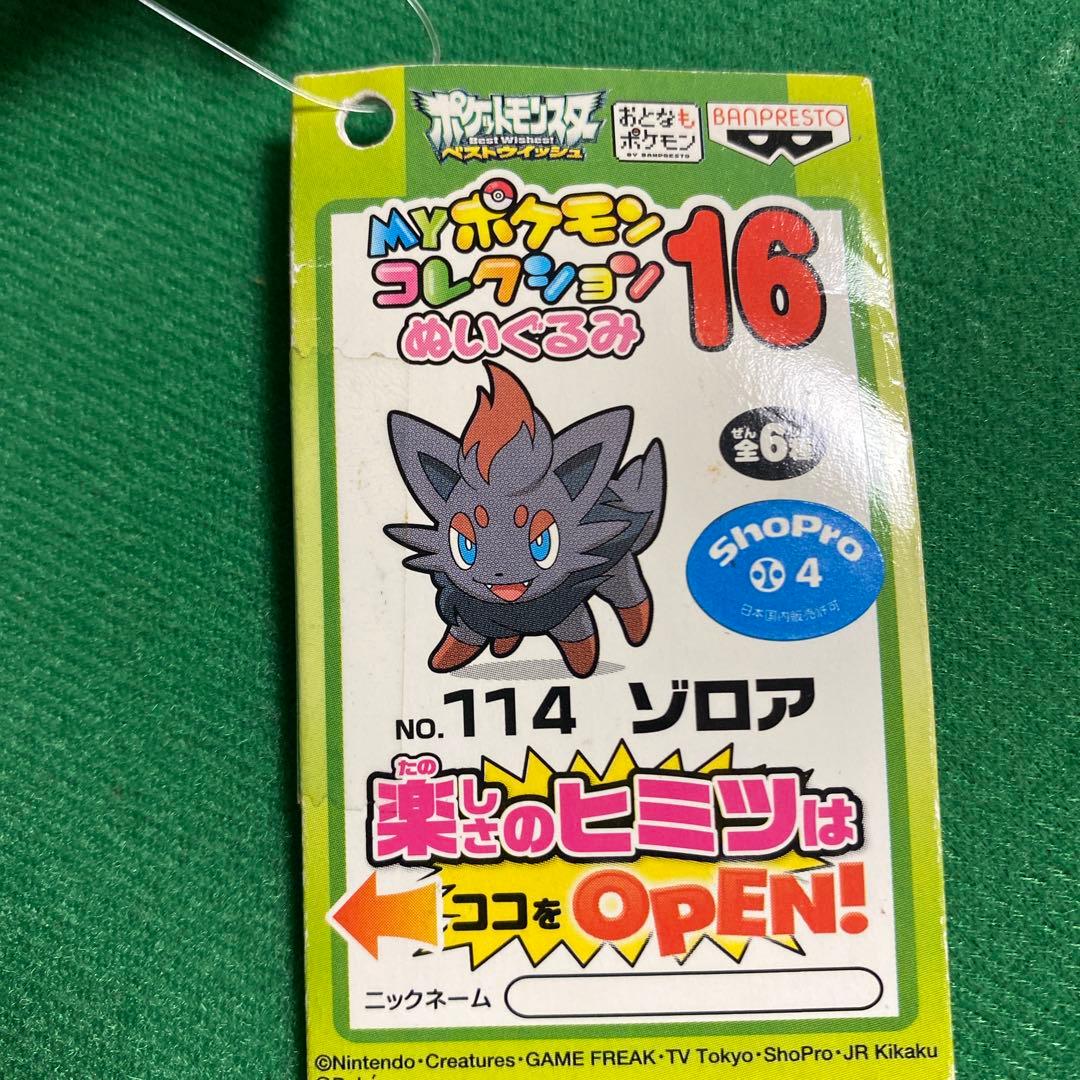 ポケットモンスター
Best Wishes!
ベストウイッシュ
おとなも
ポケモン
BY BANPRESTO
BANPRESTO
MYポケモン
コレクション
ぬいぐるみ
16
ぜん
全6種
ShoPro
4
日本国内販売許可
NO.114 ゾロア
たの
楽しさのヒミツは
ココをOPEN!
ニックネーム
©Nintendo・Creatures・GAME FREAK・TV Tokyo・ShoPro・JR Kikaku